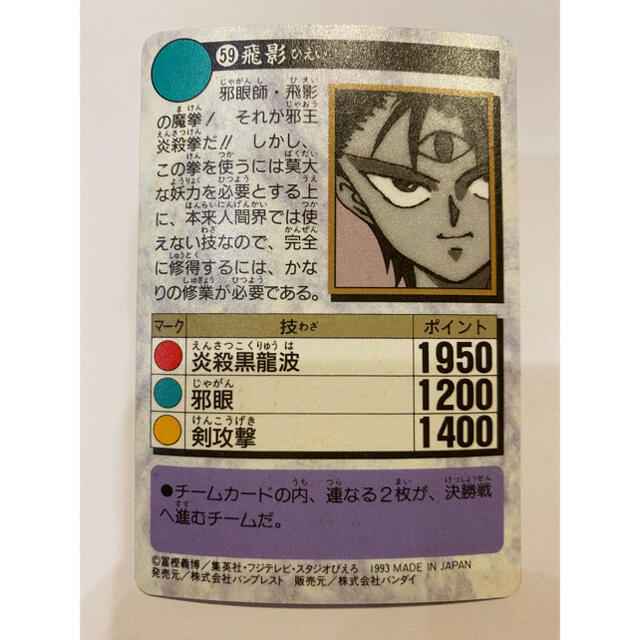 59 飛影 ひえい
じゃがんし ひえい
邪眼師・飛影
まけん じゃおう
の魔拳! それが邪王
えんさつけん
炎殺拳だ!! しかし、
けん つか ばくだい
この拳を使うには莫大
ようりょく ひつよう うえ
な妖力を必要とする上
ほんらいにんげんかい つか
に、本来人間界では使
わざ かんぜん
えない技なので、完全
しゅうとく
に修得するには、かな
しゅぎょう ひつよう
りの修業が必要である。
マーク 技わざ ポイント
えんさつこくりゅうは
炎殺黒龍波 1950
じゃがん
邪眼 1200
けんこうげき
剣攻撃 1400
うち つら まい けっしょうせん
●チームカードの内、連なる2枚が、決勝戦
すす
へ進むチームだ。
©冨樫義博/集英社・フジテレビ・スタジオぴえろ 1993 MADE IN JAPAN
発売元/株式会社バンプレスト 販売元/株式会社バンダイ